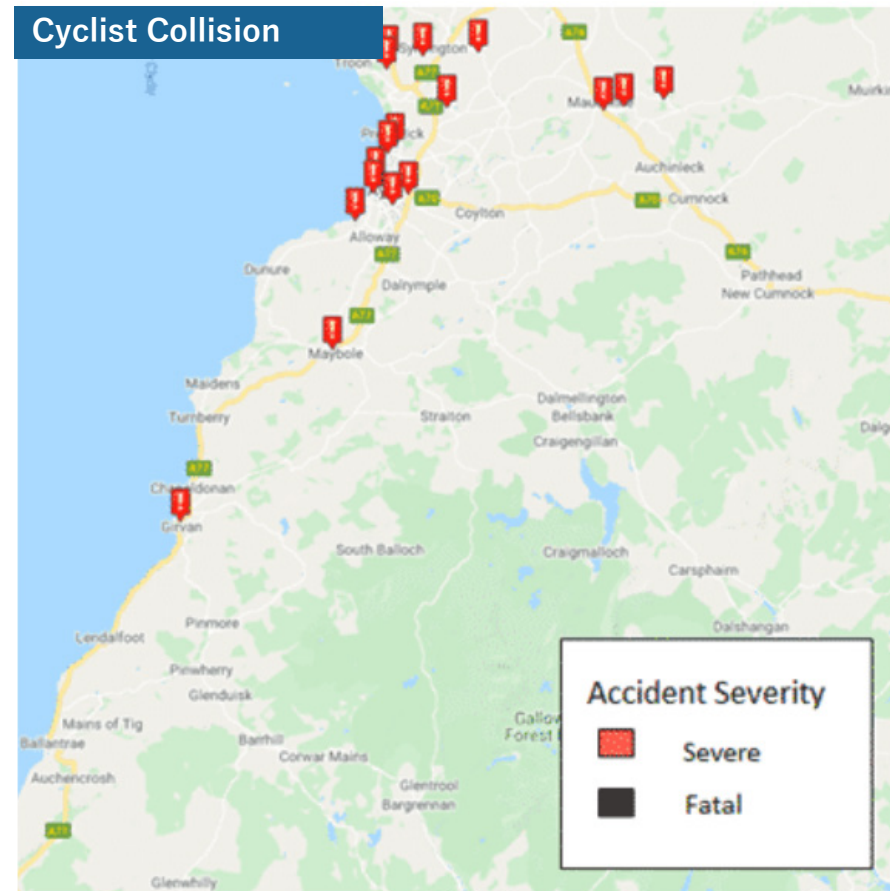 Cyclist Collision
A76
Troon
A77
Muirki
A77
Auchinleck
A70
A70
Cumnock
Coylton
Alloway
A77
A76
Dunure
Pathhead
Dalrymple
New Cumnock
A77
Maybole
Maidens
Dalmellington
Turnberry
Straiton
Bellsbank
Craigengillan
A77
Girvan
South Balloch
Craigmalloch
Carsphairn
Pinmore
Dalshangan
Lendalfoot
Pinwherry
Glenduisk
Accident Severity
Mains of Tig
Ballantrae
Barrhill
Corwar Mains
Severe
Auchencrosh
Glentrool
Bargrennan
Fatal
A77
Glenwhilly